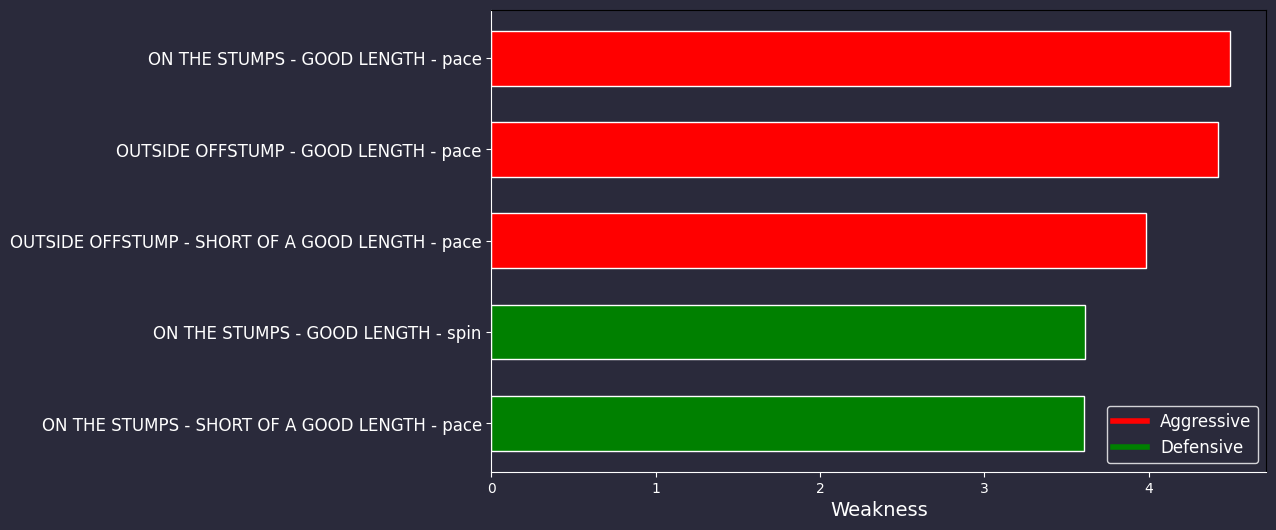 ON THE STUMPS - GOOD LENGTH - pace
OUTSIDE OFFSTUMP - GOOD LENGTH - pace
OUTSIDE OFFSTUMP - SHORT OF A GOOD LENGTH - pace
ON THE STUMPS - GOOD LENGTH - spin
ON THE STUMPS - SHORT OF A GOOD LENGTH - pace
Aggressive
Defensive
0 1 2 3 4
Weakness